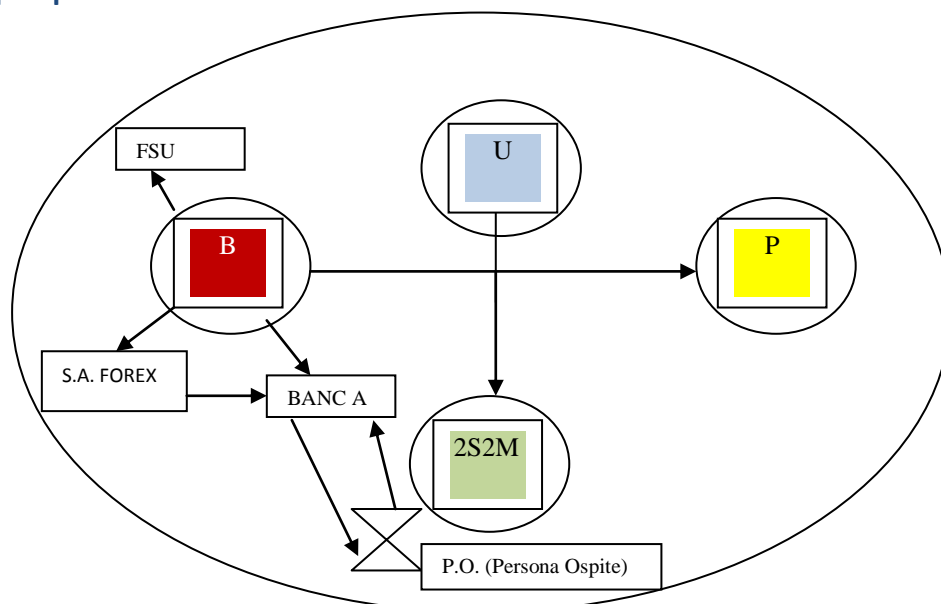 FSU
U
B
P
S.A. FOREX
BANC A
2S2M
P.O. (Persona Ospite)